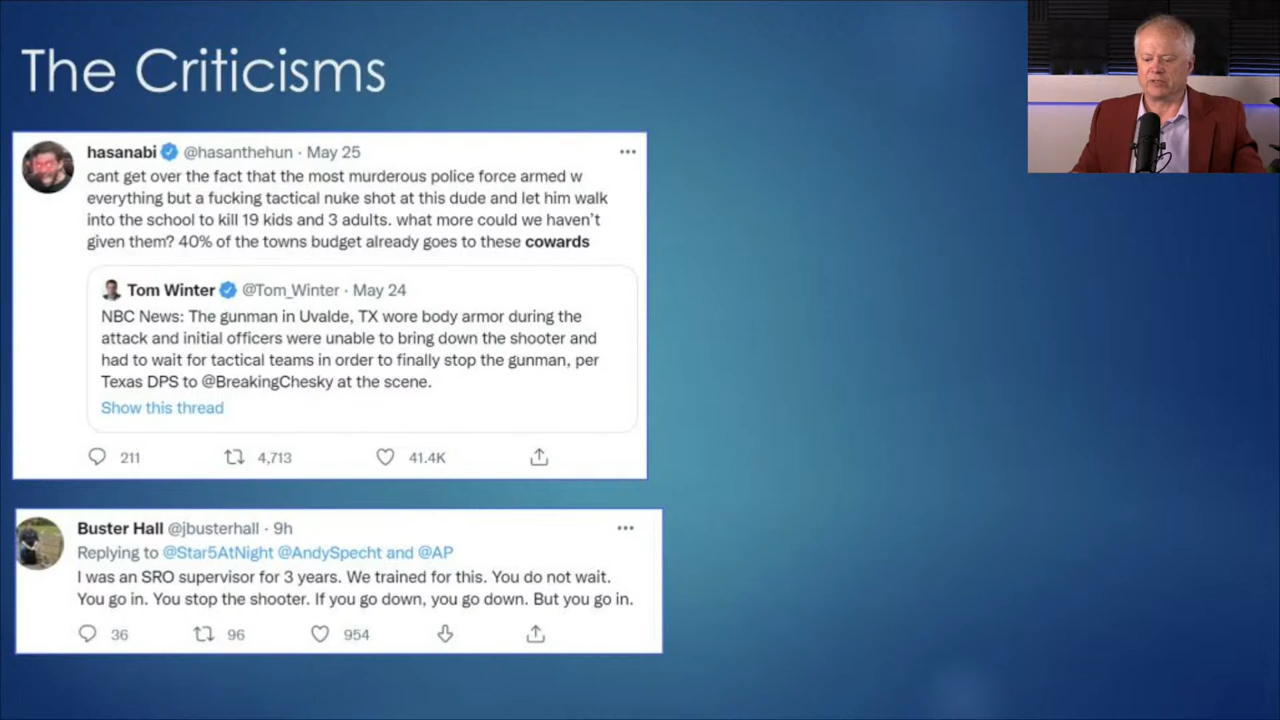 The Criticisms
hasanabi @hasanthehun · May 25
cant get over the fact that the most murderous police force armed w
everything but a fucking tactical nuke shot at this dude and let him walk
into the school to kill 19 kids and 3 adults. what more could we haven't
given them? 40% of the towns budget already goes to these cowards
Tom Winter @Tom_Winter · May 24
NBC News: The gunman in Uvalde, TX wore body armor during the
attack and initial officers were unable to bring down the shooter and
had to wait for tactical teams in order to finally stop the gunman, per
Texas DPS to @BreakingChesky at the scene.
Show this thread
211 4,713 41.4K
Buster Hall @jbusterhall · 9h
Replying to @Star5AtNight @AndySpecht and @AP
I was an SRO supervisor for 3 years. We trained for this. You do not wait.
You go in. You stop the shooter. If you go down, you go down. But you go in.
36 96 954